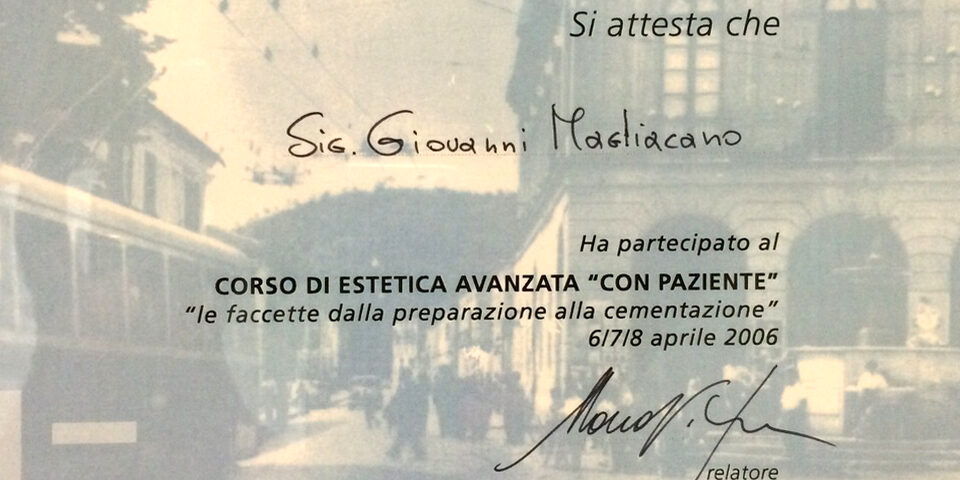 Si attesta che
Sig. Giovanni Magliacano
Ha partecipato al
CORSO DI ESTETICA AVANZATA “CON PAZIENTE”
“le faccette dalla preparazione alla cementazione”
6/7/8 aprile 2006
relatore